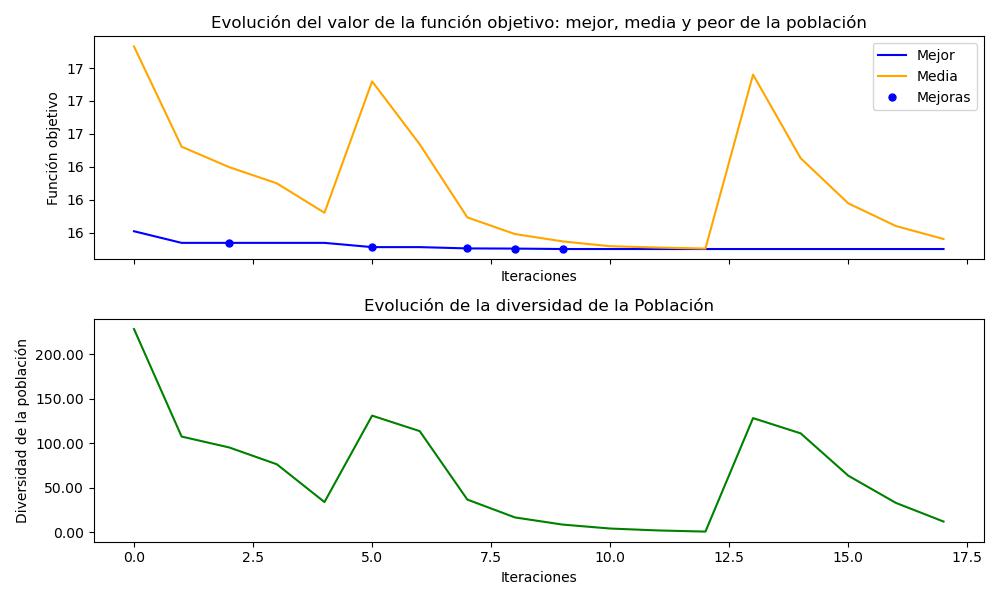 Evolución del valor de la función objetivo: mejor, media y peor de la población
Función objetivo
17
17
17
16
16
16
Mejor
Media
Mejoras
Iteraciones
Evolución de la diversidad de la Población
Diversidad de la población
200.00
150.00
100.00
50.00
0.00
0.0 2.5 5.0 7.5 10.0 12.5 15.0 17.5
Iteraciones